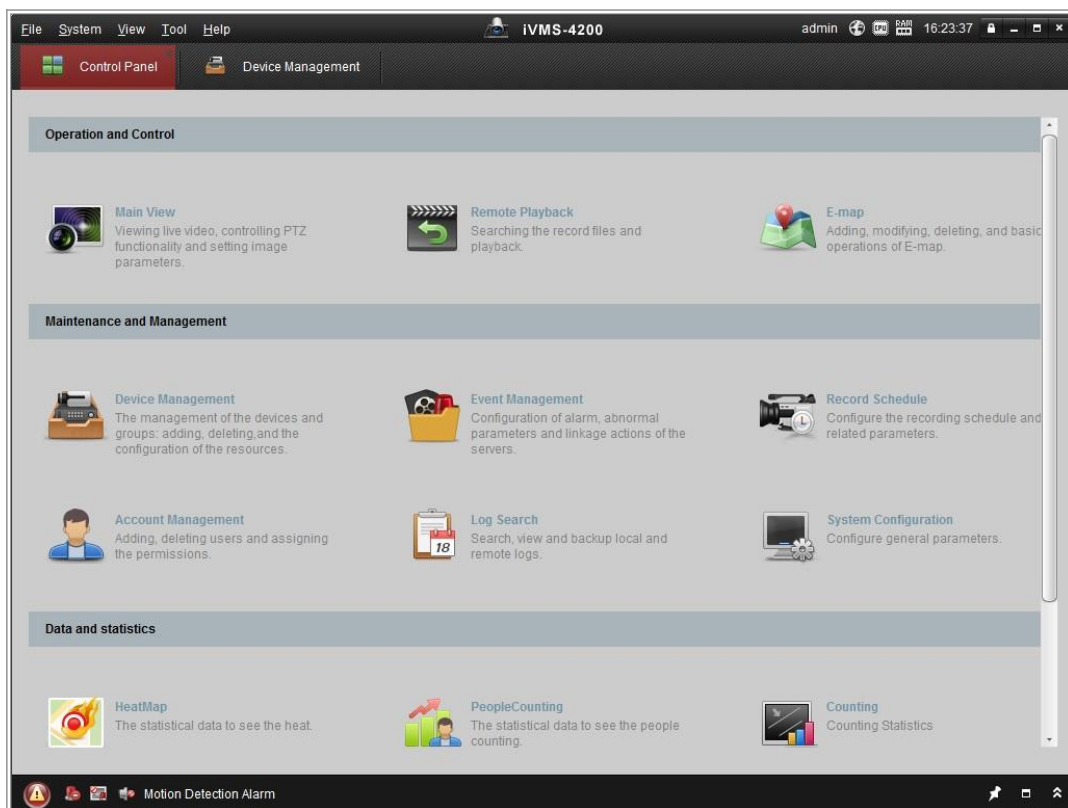 File System View Tool Help iVMS-4200 admin CPU RAM 16:23:37
Control Panel Device Management
Operation and Control
Main View
Viewing live video, controlling PTZ
functionality and setting image
parameters.
Remote Playback
Searching the record files and
playback.
E-map
Adding, modifying, deleting, and basic
operations of E-map.
Maintenance and Management
Device Management
The management of the devices and
groups: adding, deleting,and the
configuration of the resources.
Event Management
Configuration of alarm, abnormal
parameters and linkage actions of the
servers.
Record Schedule
Configure the recording schedule and
related parameters.
Account Management
Adding, deleting users and assigning
the permissions.
Log Search
Search, view and backup local and
remote logs.
18
System Configuration
Configure general parameters.
Data and statistics
HeatMap
The statistical data to see the heat.
PeopleCounting
The statistical data to see the people
counting.
Counting
Counting Statistics
Motion Detection Alarm